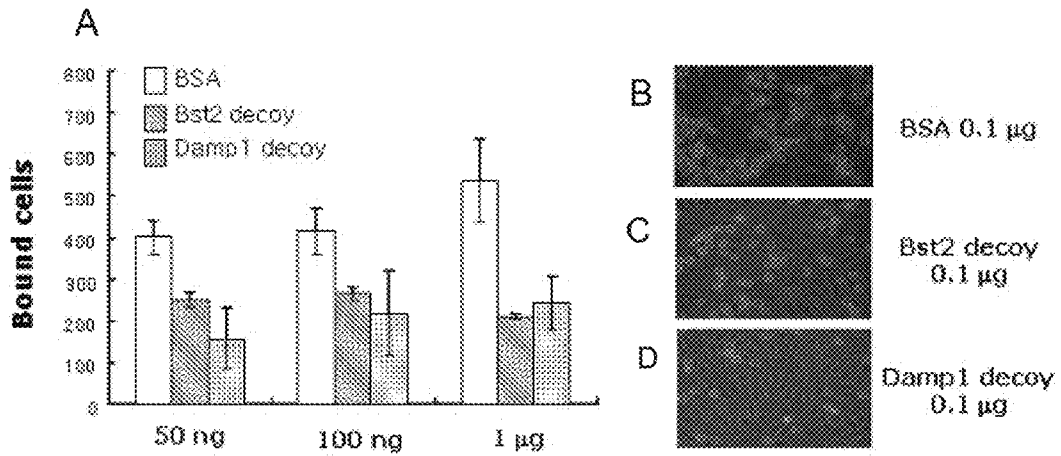 A
800
700
600
500
400
300
200
100
0
Bound cells
BSA
Bst2 decoy
Damp1 decoy
50 ng
100 ng
1 µg
B
BSA 0.1 µg
C
Bst2 decoy
0.1 µg
D
Damp1 decoy
0.1 µg